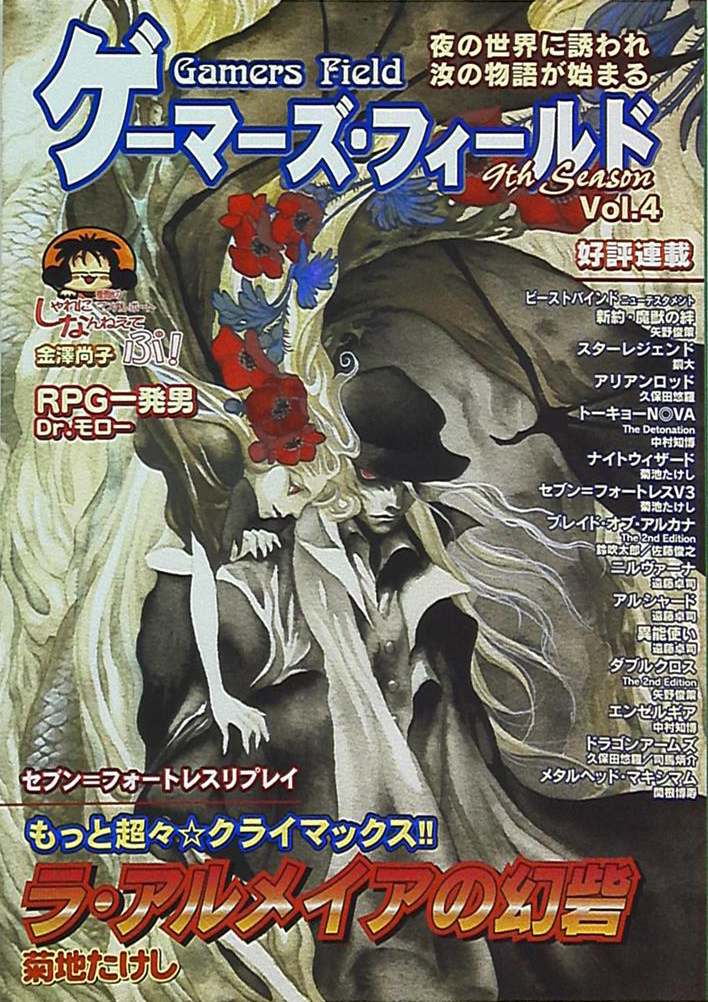 夜の世界に誘われ
汝の物語が始まる
Gamers Field
ゲーマーズ・フィールド
9th Season
Vol.4
好評連載
しゃれになんねえで
ぷい!
金澤尚子
RPG一発男
Dr.モロー
ビーストバインド ニューテスタメント
新約・魔獣の絆
矢野俊策
スターレジェンド
鋼大
アリアンロッド
久保田悠羅
トーキョーN◎VA
The Detonation
中村知博
ナイトウィザード
菊池たけし
セブン=フォートレスV3
菊池たけし
ブレイド・オブ・アルカナ
The 2nd Edition
鈴吹太郎/佐藤俊之
ニルヴァーナ
遠藤卓司
アルシャード
遠藤卓司
異能使い
遠藤卓司
ダブルクロス
The 2nd Edition
矢野俊策
エンゼルギア
中村知博
ドラゴンアームズ
久保田悠羅/司馬炳介
メタルヘッド・マキシマム
関根博寿
セブン=フォートレスリプレイ
もっと超々☆クライマックス!!
ラ・アルメイアの幻砦
菊地たけし